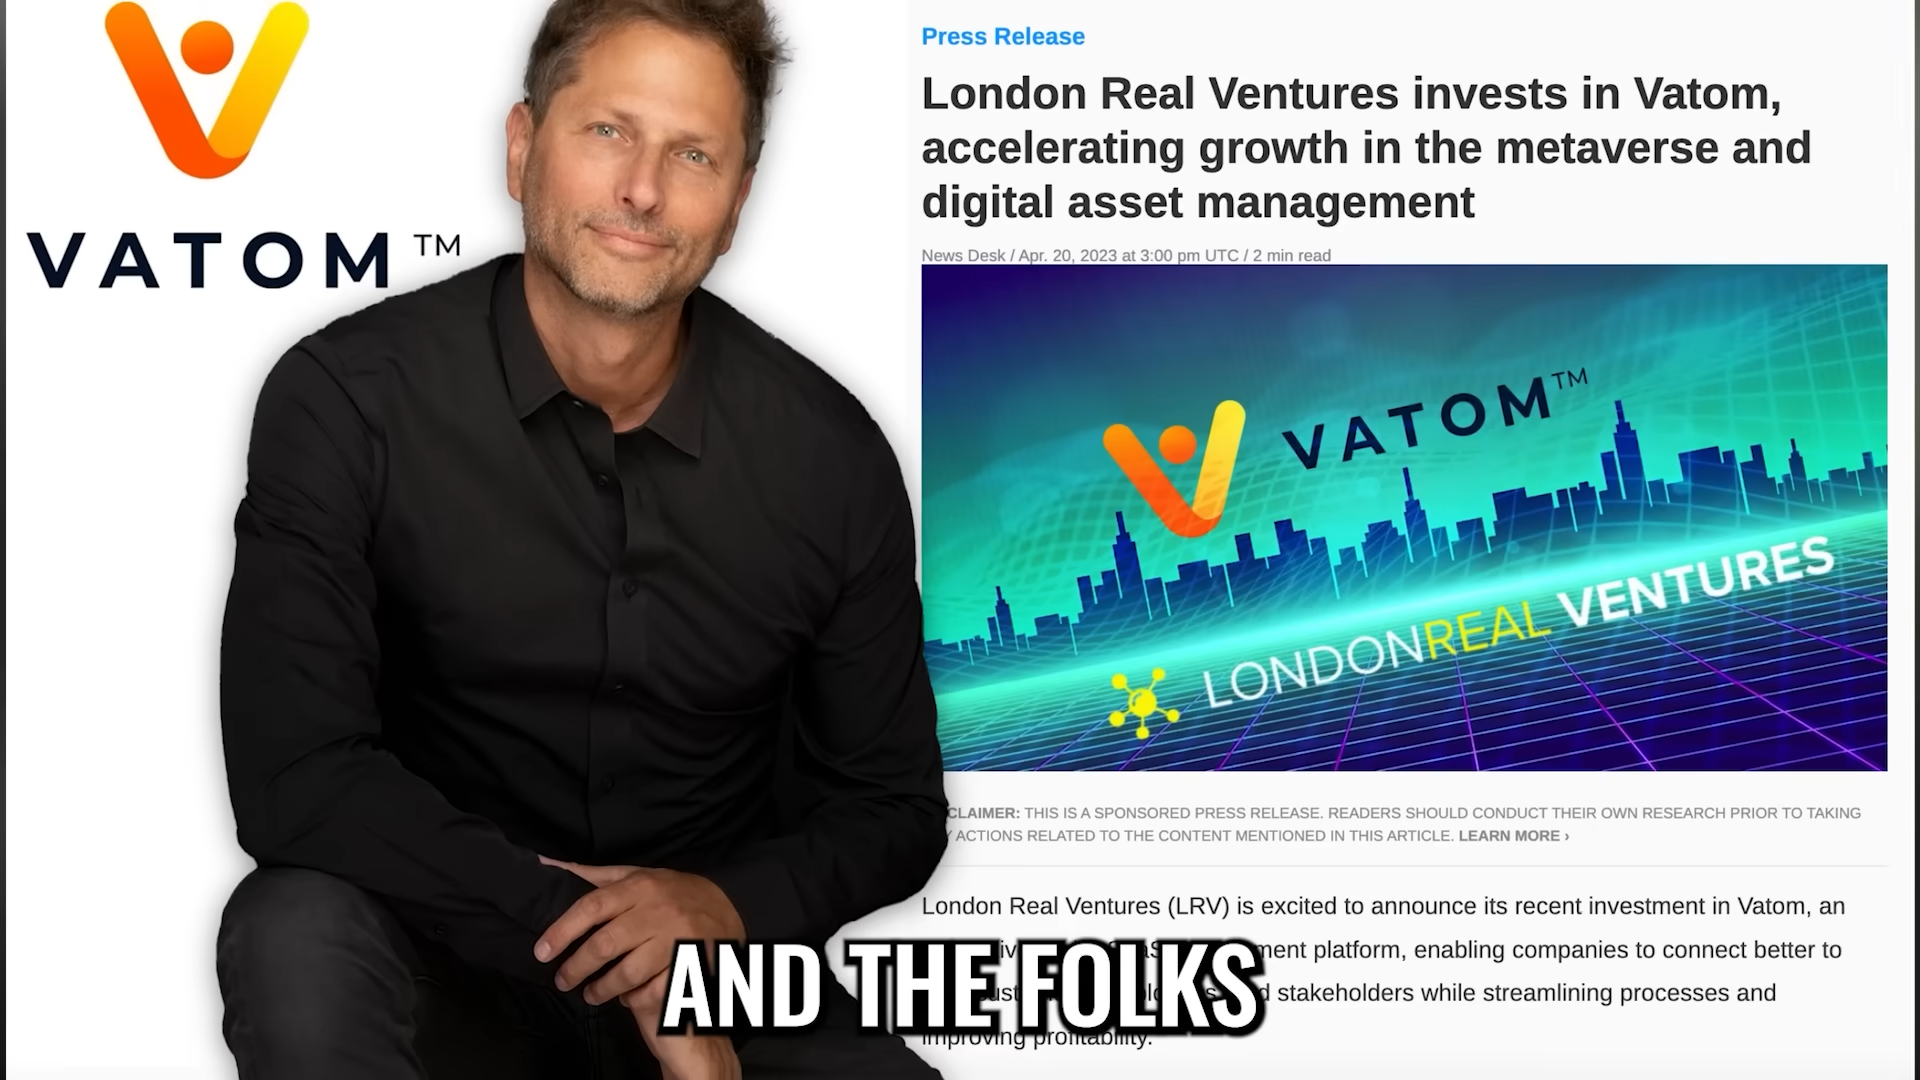 VATOM™
Press Release
London Real Ventures invests in Vatom,
accelerating growth in the metaverse and
digital asset management
News Desk / Apr. 20, 2023 at 3:00 pm UTC / 2 min read
VATOM™
LONDONREAL VENTURES
CLAIMER: THIS IS A SPONSORED PRESS RELEASE. READERS SHOULD CONDUCT THEIR OWN RESEARCH PRIOR TO TAKING
ACTIONS RELATED TO THE CONTENT MENTIONED IN THIS ARTICLE. LEARN MORE ›
London Real Ventures (LRV) is excited to announce its recent investment in Vatom, an
platform, enabling companies to connect better to
stakeholders while streamlining processes and
improving profitability.
AND THE FOLKS